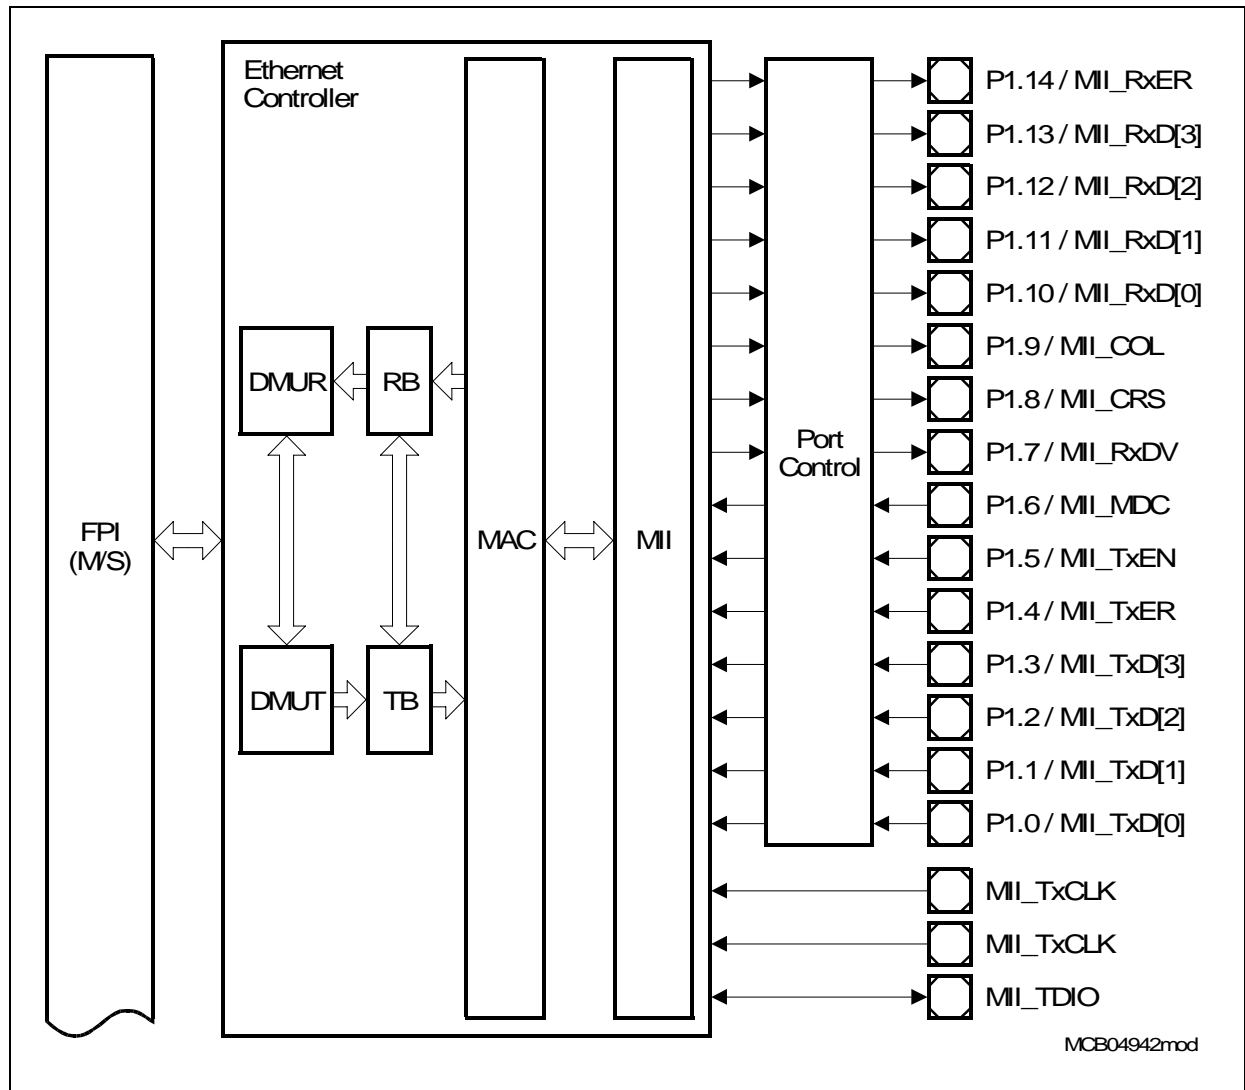 Ethernet
Controller
P1.14 / MII_RxER
P1.13 / MII_RxD[3]
P1.12 / MII_RxD[2]
P1.11 / MII_RxD[1]
P1.10 / MII_RxD[0]
P1.9 / MII_COL
P1.8 / MII_CRS
P1.7 / MII_RxDV
P1.6 / MII_MDC
P1.5 / MII_TxEN
P1.4 / MII_TxER
P1.3 / MII_TxD[3]
P1.2 / MII_TxD[2]
P1.1 / MII_TxD[1]
P1.0 / MII_TxD[0]
MII_TxCLK
MII_TxCLK
MII_TDIO
DMUR
RB
Port
Control
FPI
(M/S)
MAC
MII
DMUT
TB
MCB04942mod